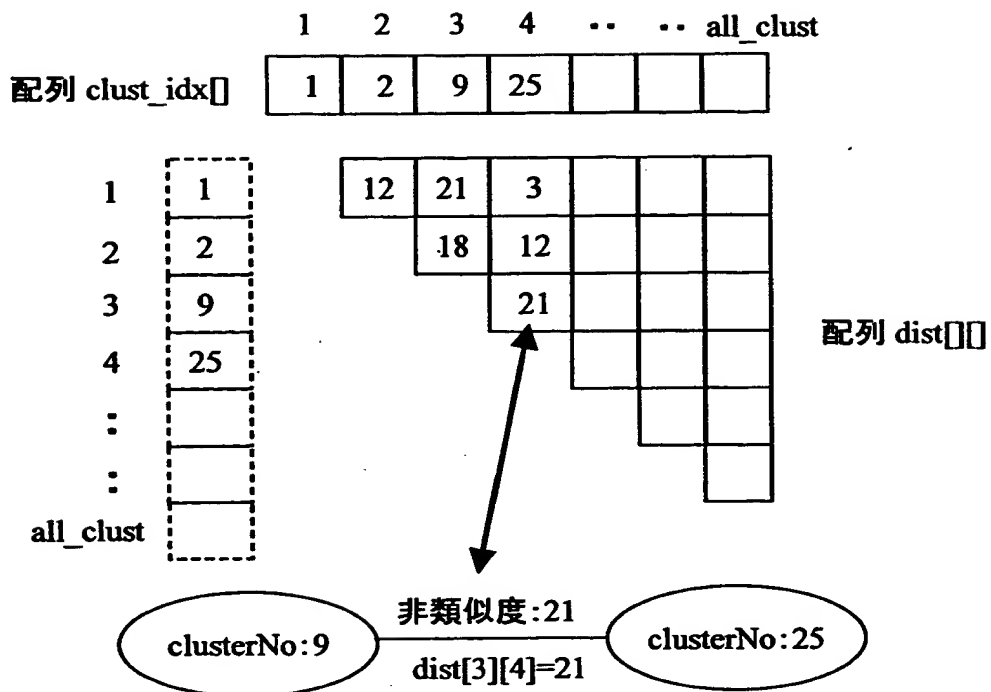 1 2 3 4 ・・ ・・ all_clust
配列 clust_idx[] 1 2 9 25
1 1 12 21 3
2 2 18 12
3 9 21
配列 dist[][]
4 25
:
:
all_clust
非類似度:21
clusterNo:9 clusterNo:25
dist[3][4]=21